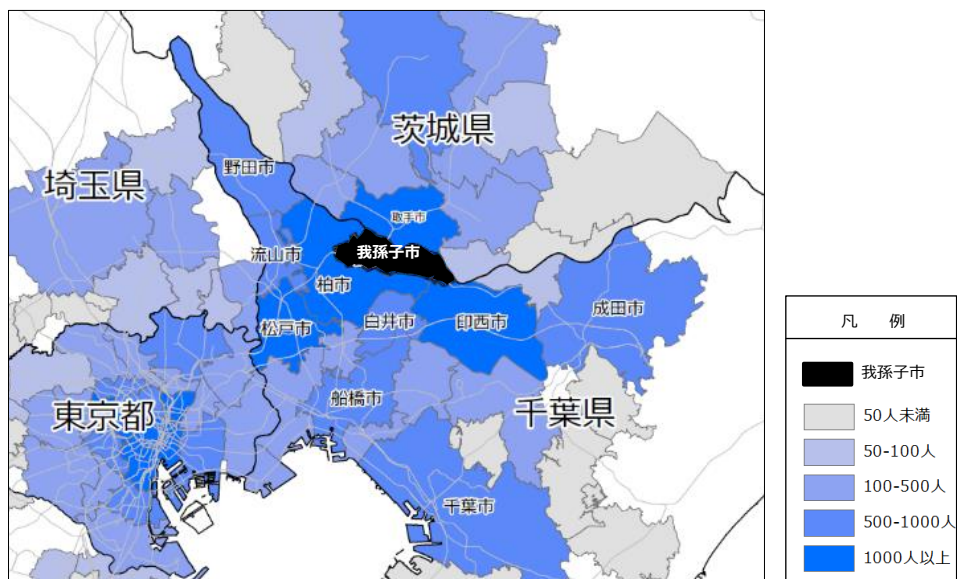 茨城県
野田市
埼玉県
取手市
我孫子市
流山市
柏市
成田市
松戸市
白井市
印西市
船橋市
東京都
千葉県
千葉市
凡 例
我孫子市
50人未満
50-100人
100-500人
500-1000人
1000人以上